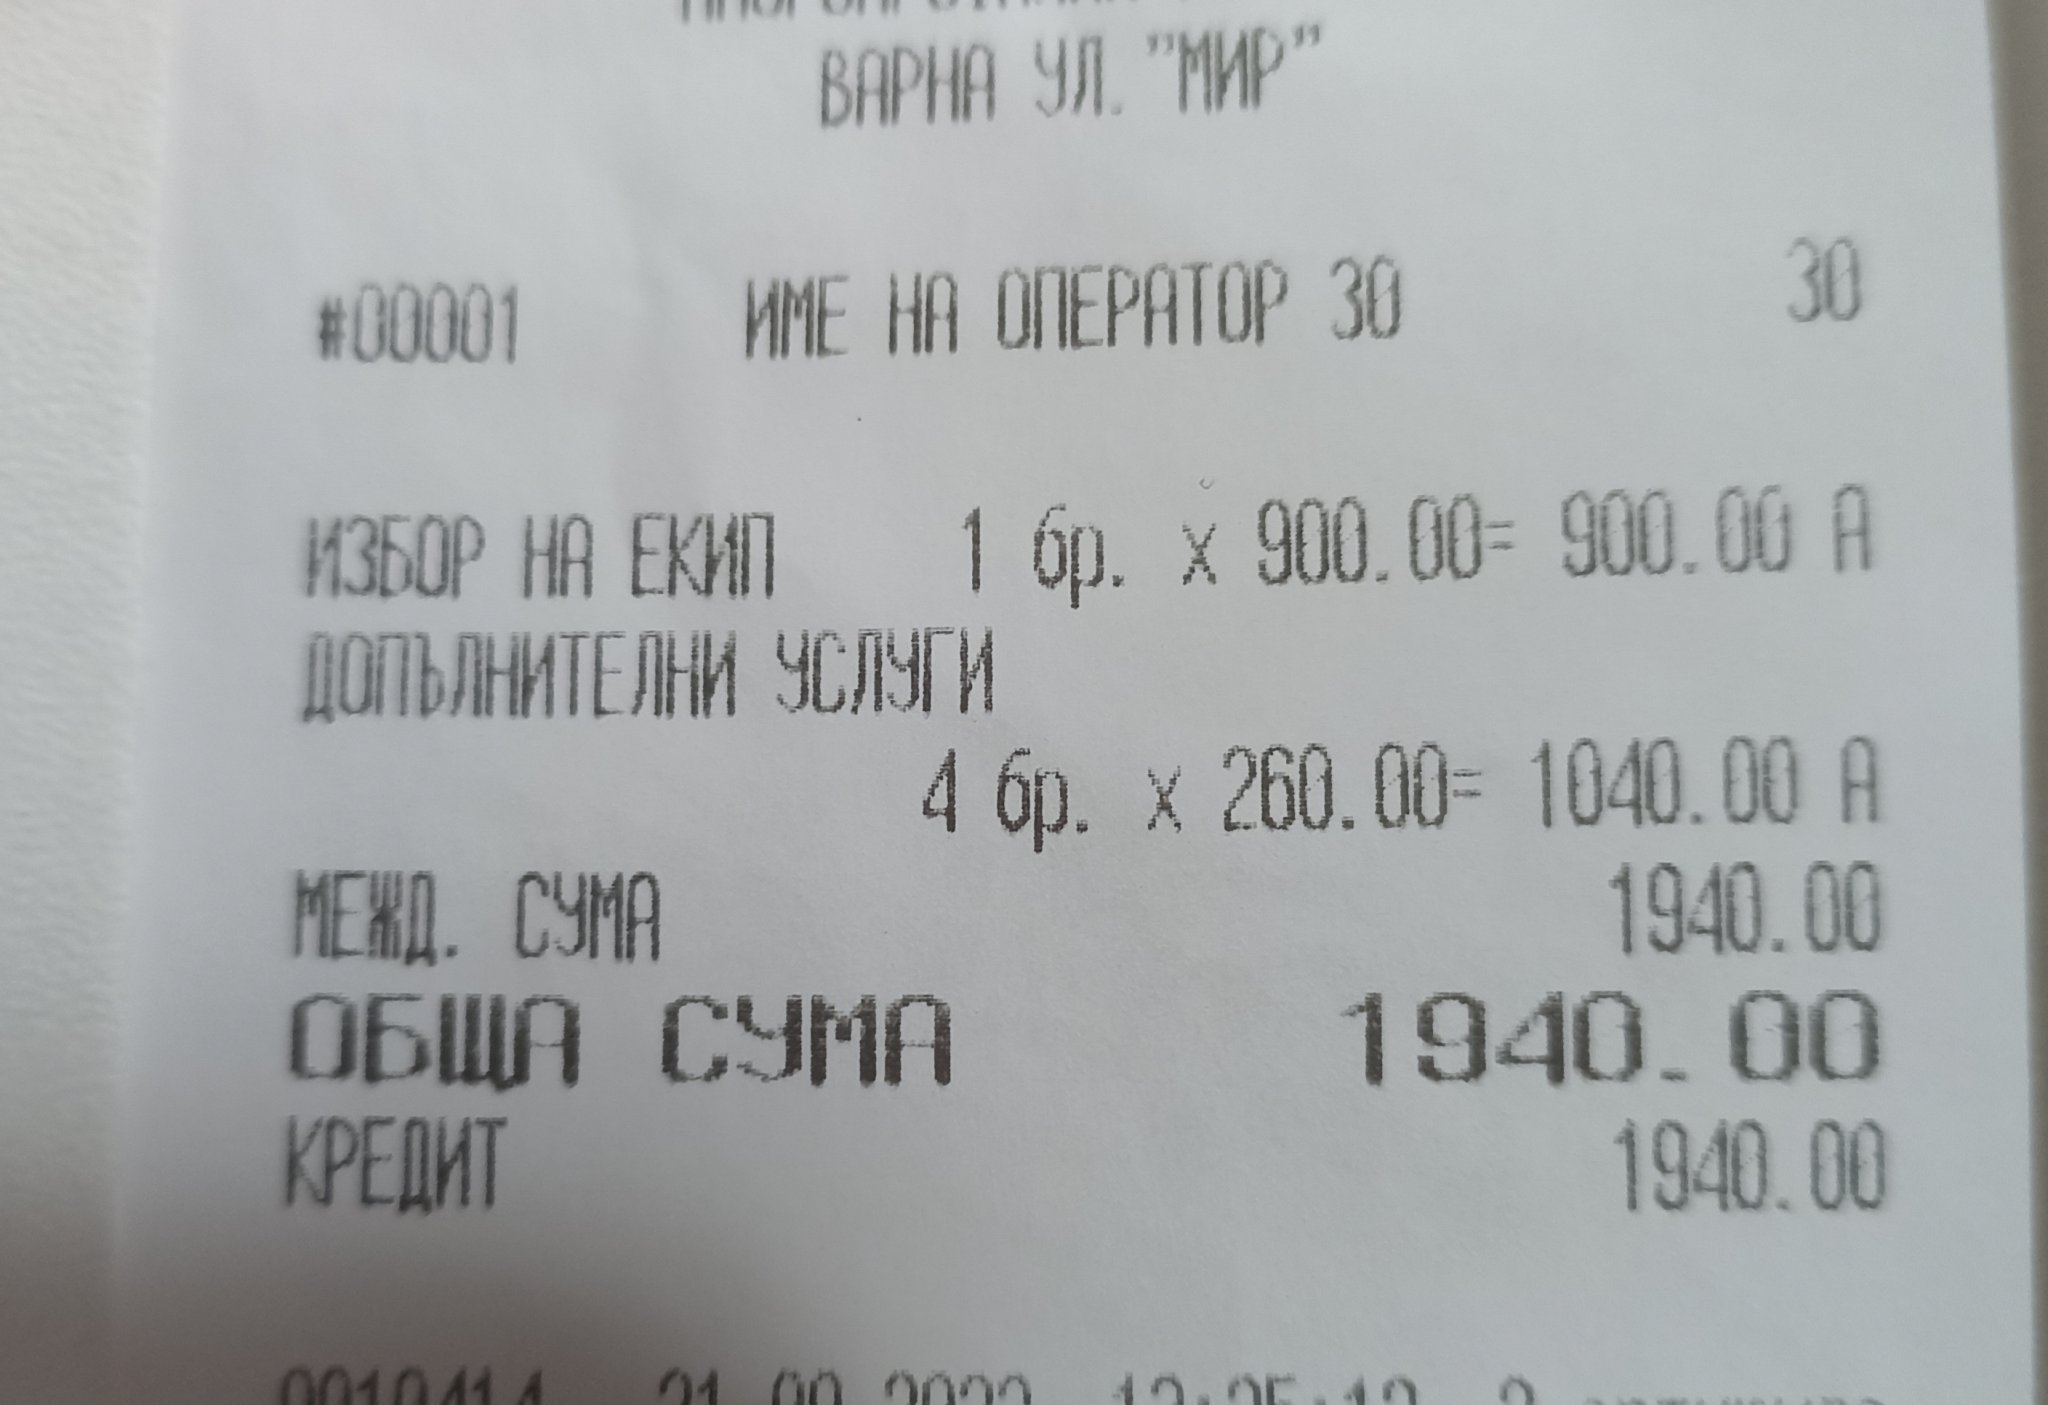 ВАРНА УЛ. "МИР"
#00001 ИМЕ НА ОПЕРАТОР 30 30
ИЗБОР НА ЕКИП 1 бр. x 900.00= 900.00 А
ДОПЪЛНИТЕЛНИ УСЛУГИ
4 бр. x 260.00= 1040.00 А
МЕЖД. СУМА 1940.00
ОБЩА СУМА 1940.00
КРЕДИТ 1940.00